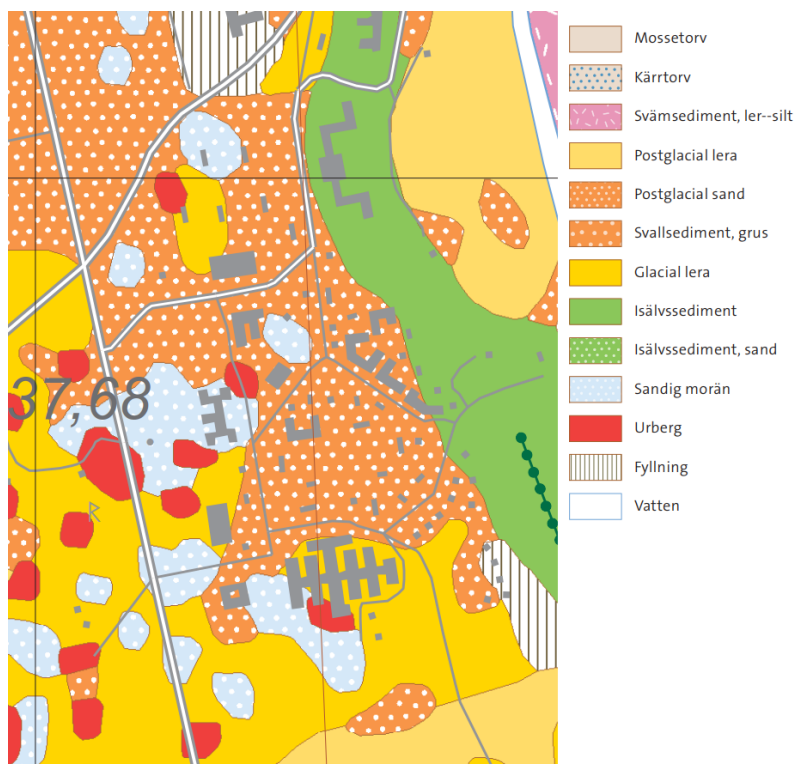 Mossetorv
Kärrtorv
Svämsediment, ler--silt
Postglacial lera
Postglacial sand
Svallsediment, grus
Glacial lera
Isälvssediment
Isälvssediment, sand
Sandig morän
Urberg
Fyllning
Vatten
37,68
R